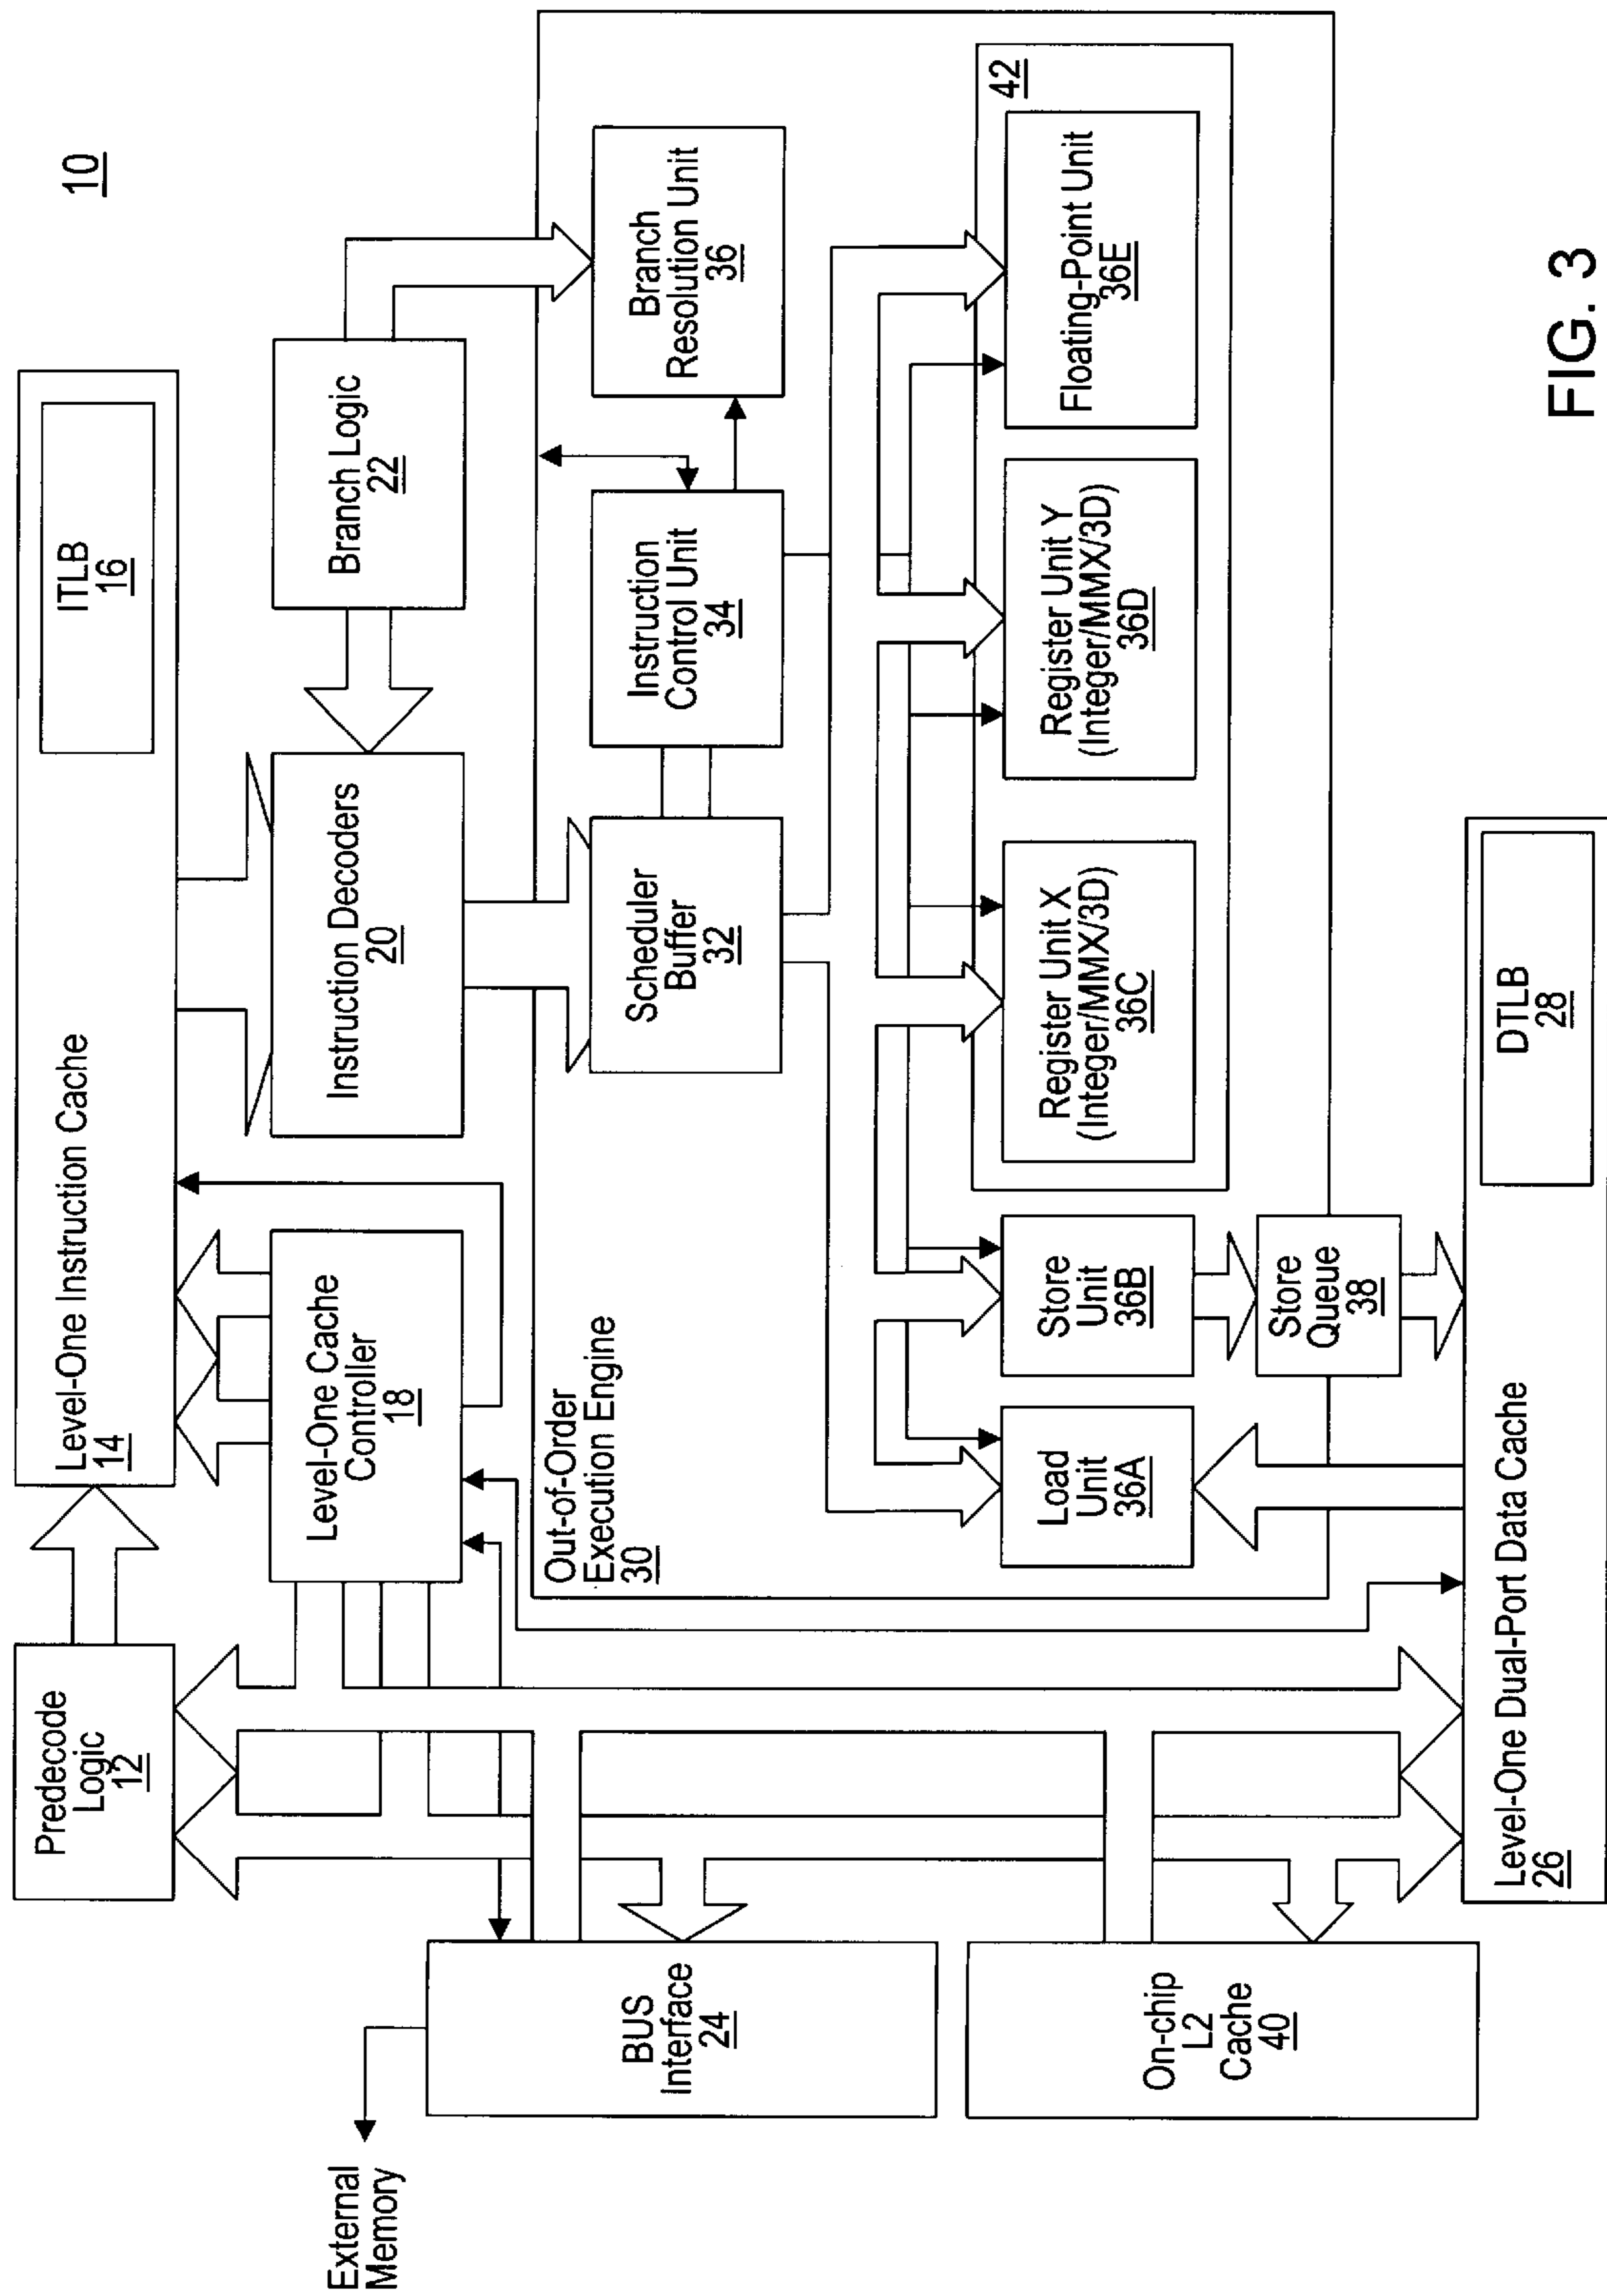 10
Level-One Instruction Cache
14
ITLB
16
Predecode
Logic
12
Level-One Cache
Controller
18
Instruction Decoders
20
Branch Logic
22
External
Memory
BUS
Interface
24
On-chip
L2
Cache
40
Out-of-Order
Execution Engine
30
Scheduler
Buffer
32
Instruction
Control Unit
34
Branch
Resolution Unit
36
42
Load
Unit
36A
Store
Unit
36B
Register Unit X
(Integer/MMX/3D)
36C
Register Unit Y
(Integer/MMX/3D)
36D
Floating-Point Unit
36E
Store
Queue
38
Level-One Dual-Port Data Cache
26
DTLB
28
FIG. 3